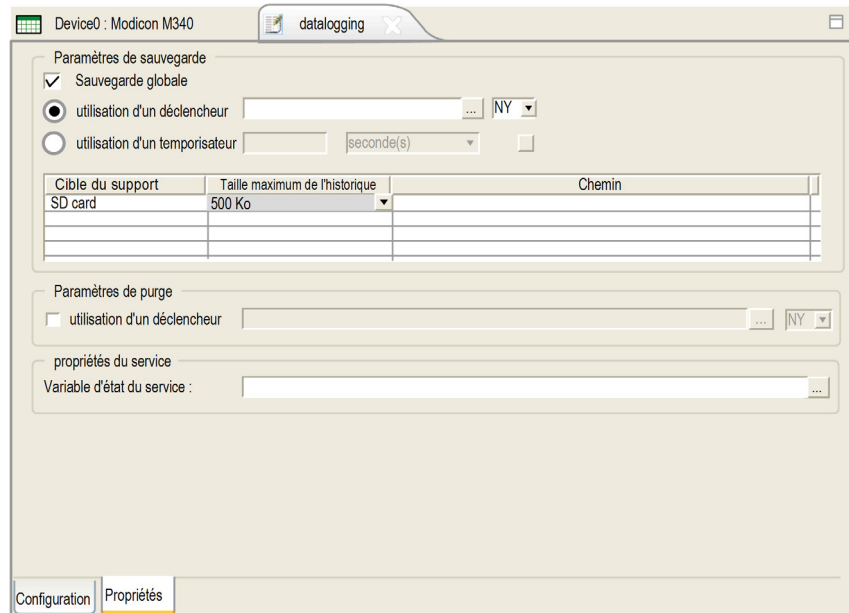 Device0 : Modicon M340 datalogging
Paramètres de sauvegarde
Sauvegarde globale
utilisation d'un déclencheur ... NY
utilisation d'un temporisateur seconde(s)
Cible du support Taille maximum de l'historique Chemin
SD card 500 Ko
Paramètres de purge
utilisation d'un déclencheur ... NY
propriétés du service
Variable d'état du service : ...
Configuration Propriétés